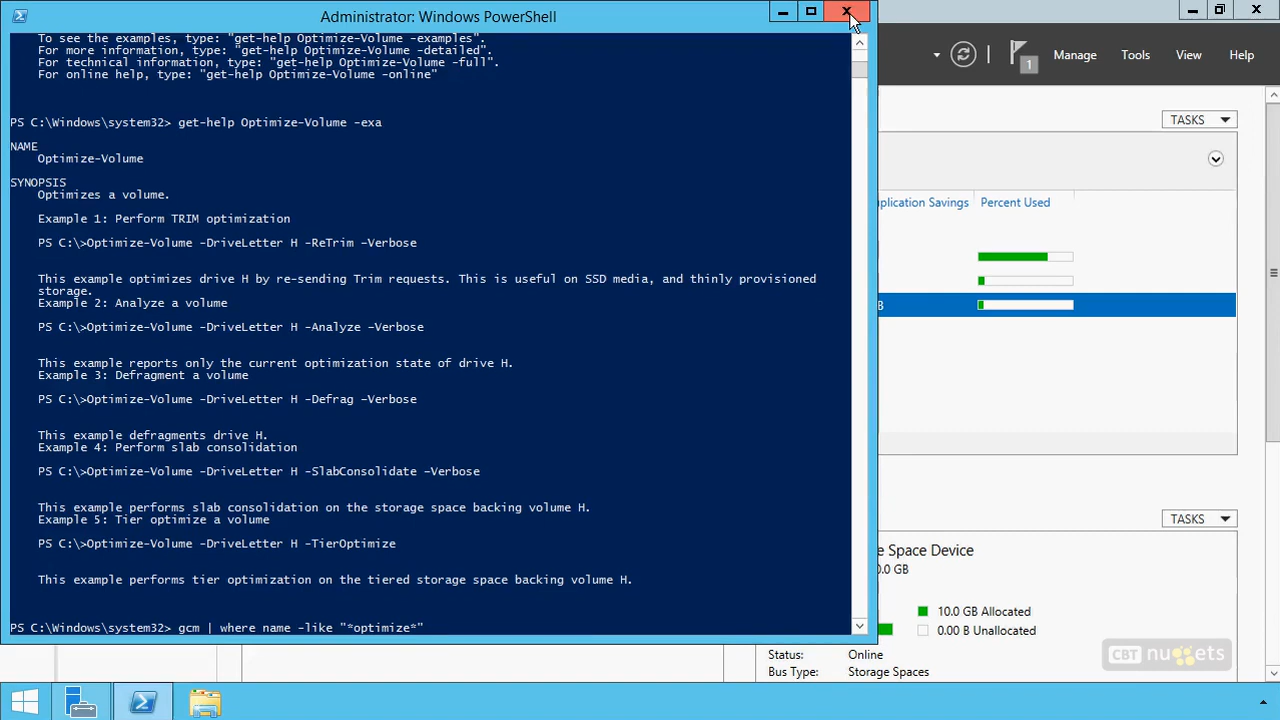 Administrator: Windows PowerShell
To see the examples, type: "get-help Optimize-Volume -examples".
For more information, type: "get-help Optimize-Volume -detailed".
For technical information, type: "get-help Optimize-Volume -full".
For online help, type: "get-help Optimize-Volume -online"
PS C:\Windows\system32> get-help Optimize-Volume -exa
NAME
Optimize-Volume
SYNOPSIS
Optimizes a volume.
Example 1: Perform TRIM optimization
PS C:\>Optimize-Volume -DriveLetter H -ReTrim -Verbose
This example optimizes drive H by re-sending Trim requests. This is useful on SSD media, and thinly provisioned
storage.
Example 2: Analyze a volume
PS C:\>Optimize-Volume -DriveLetter H -Analyze -Verbose
This example reports only the current optimization state of drive H.
Example 3: Defragment a volume
PS C:\>Optimize-Volume -DriveLetter H -Defrag -Verbose
This example defragments drive H.
Example 4: Perform slab consolidation
PS C:\>Optimize-Volume -DriveLetter H -SlabConsolidate -Verbose
This example performs slab consolidation on the storage space backing volume H.
Example 5: Tier optimize a volume
PS C:\>Optimize-Volume -DriveLetter H -TierOptimize
This example performs tier optimization on the tiered storage space backing volume H.
PS C:\Windows\system32> gcm | where name -like "*optimize*"
1
Manage Tools View Help
TASKS
plication Savings Percent Used
B
TASKS
e Space Device
0.0 GB
10.0 GB Allocated
0.00 B Unallocated
Status: Online
Bus Type: Storage Spaces
CBT nuggets